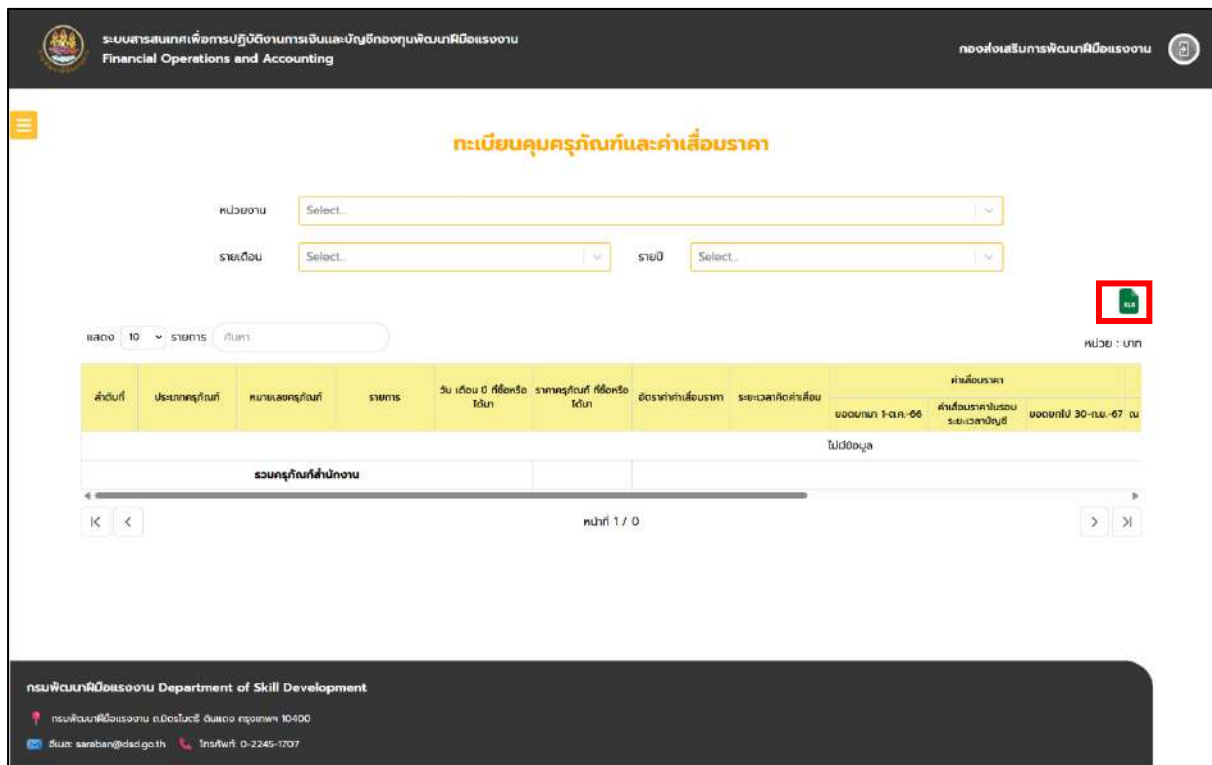 ระบบสารสนเทศเพื่อการปฏิบัติงานการเงินและบัญชีกองทุนพัฒนาฝีมือแรงงาน
Financial Operations and Accounting
กองส่งเสริมการพัฒนาฝีมือแรงงาน
ทะเบียนคุมครุภัณฑ์และค่าเสื่อมราคา
หน่วยงาน Select...
รายเดือน Select... รายปี Select...
XLS
แสดง 10 รายการ ค้นหา
หน่วย : บาท
ลำดับที่ ประเภทครุภัณฑ์ หมายเลขครุภัณฑ์ รายการ วัน เดือน ปี ที่ซื้อหรือได้มา ราคาครุภัณฑ์ ที่ซื้อหรือได้มา อัตราค่าค่าเสื่อมราคา ระยะเวลาคิดค่าเสื่อม ค่าเสื่อมราคา
ยอดยกมา 1-ต.ค.-66 ค่าเสื่อมราคาในรอบระยะเวลาบัญชี ยอดยกไป 30-ก.ย.-67 ณ
ไม่มีข้อมูล
รวมครุภัณฑ์สำนักงาน
หน้าที่ 1 / 0
กรมพัฒนาฝีมือแรงงาน Department of Skill Development
กรมพัฒนาฝีมือแรงงาน ถ.มิตรไมตรี ดินแดง กรุงเทพฯ 10400
อีเมล: saraban@dsd.go.th โทรศัพท์: 0-2245-1707